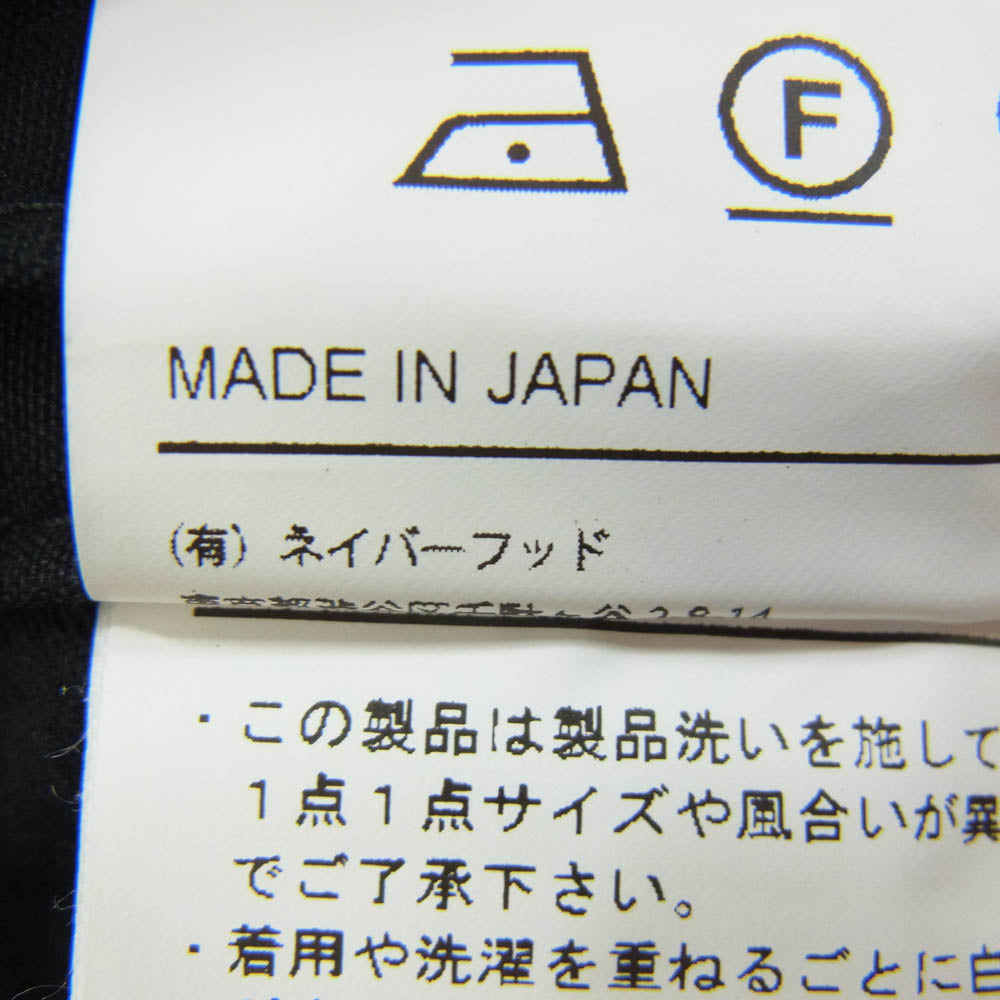 F
MADE IN JAPAN
(有) ネイバーフッド
・この製品は製品洗いを施して
1点1点サイズや風合いが異
でご了承下さい。
・着用や洗濯を重ねるごとに白